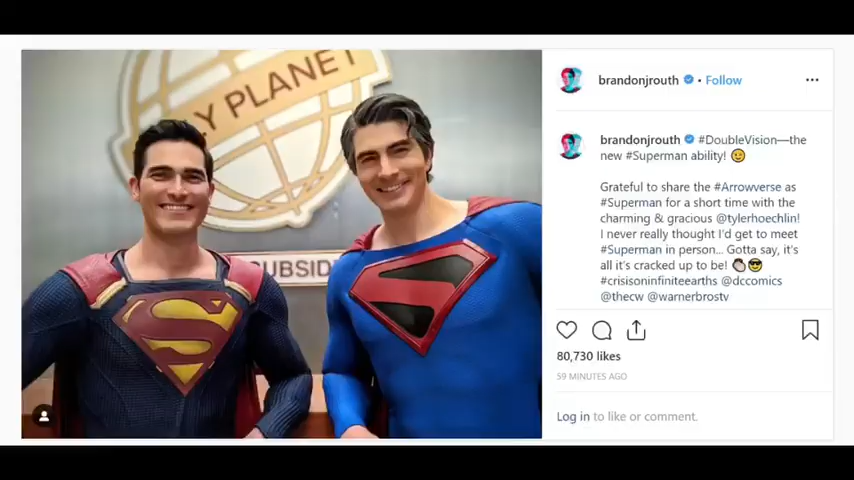 LY PLANET
SUBSID
brandonjrouth • Follow
brandonjrouth #DoubleVision—the
new #Superman ability! 😉
Grateful to share the #Arrowverse as
#Superman for a short time with the
charming & gracious @tylerhoechlin!
I never really thought I'd get to meet
#Superman in person... Gotta say, it's
all it's cracked up to be! 👏😎
#crisisoninfiniteearths @dccomics
@thecw @warnerbrostv
80,730 likes
59 MINUTES AGO
Log in to like or comment.